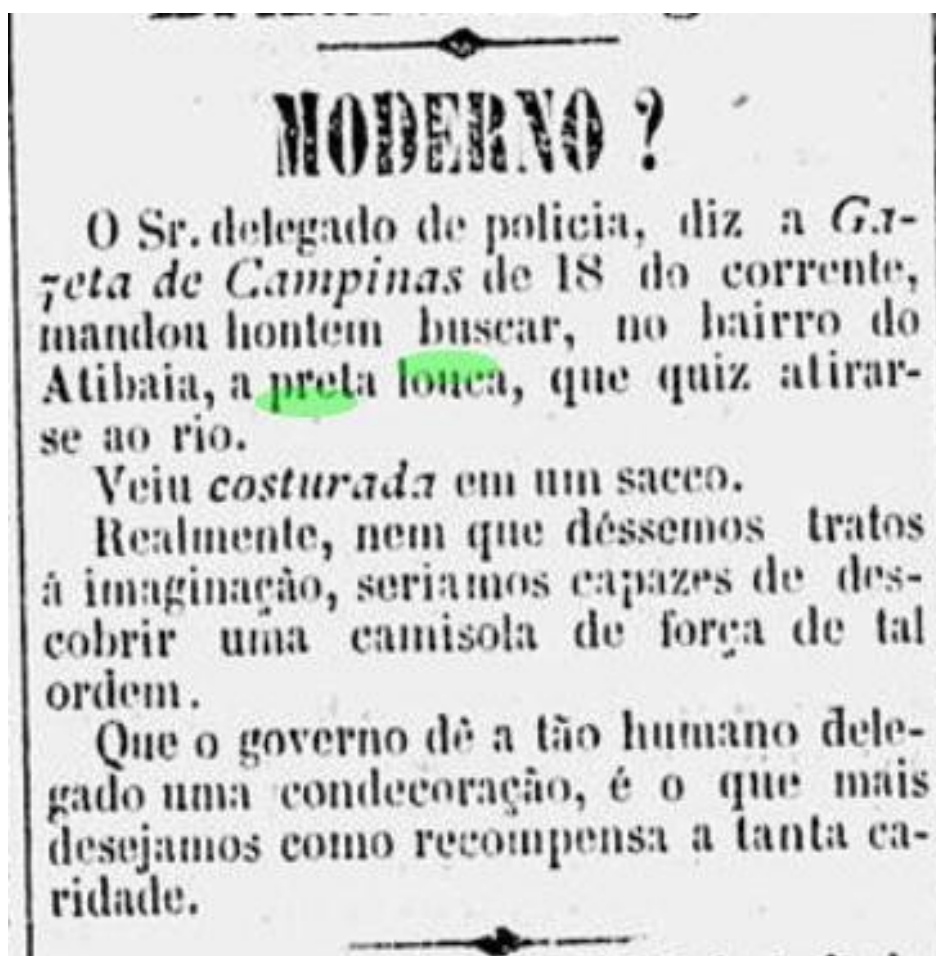 MODERNO ?
O Sr. delegado de policia, diz a Ga-
zeta de Campinas de 18 do corrente,
mandou hontem buscar, no bairro do
Atibaia, a preta louca, que quiz atirar-
se ao rio.
Veiu costurada em um sacco.
Realmente, nem que déssemos tratos
á imaginação, seriamos capazes de des-
cobrir uma camisola de força de tal
ordem.
Que o governo dê a tão humano dele-
gado uma condecoração, é o que mais
desejamos como recompensa a tanta ca-
ridade.